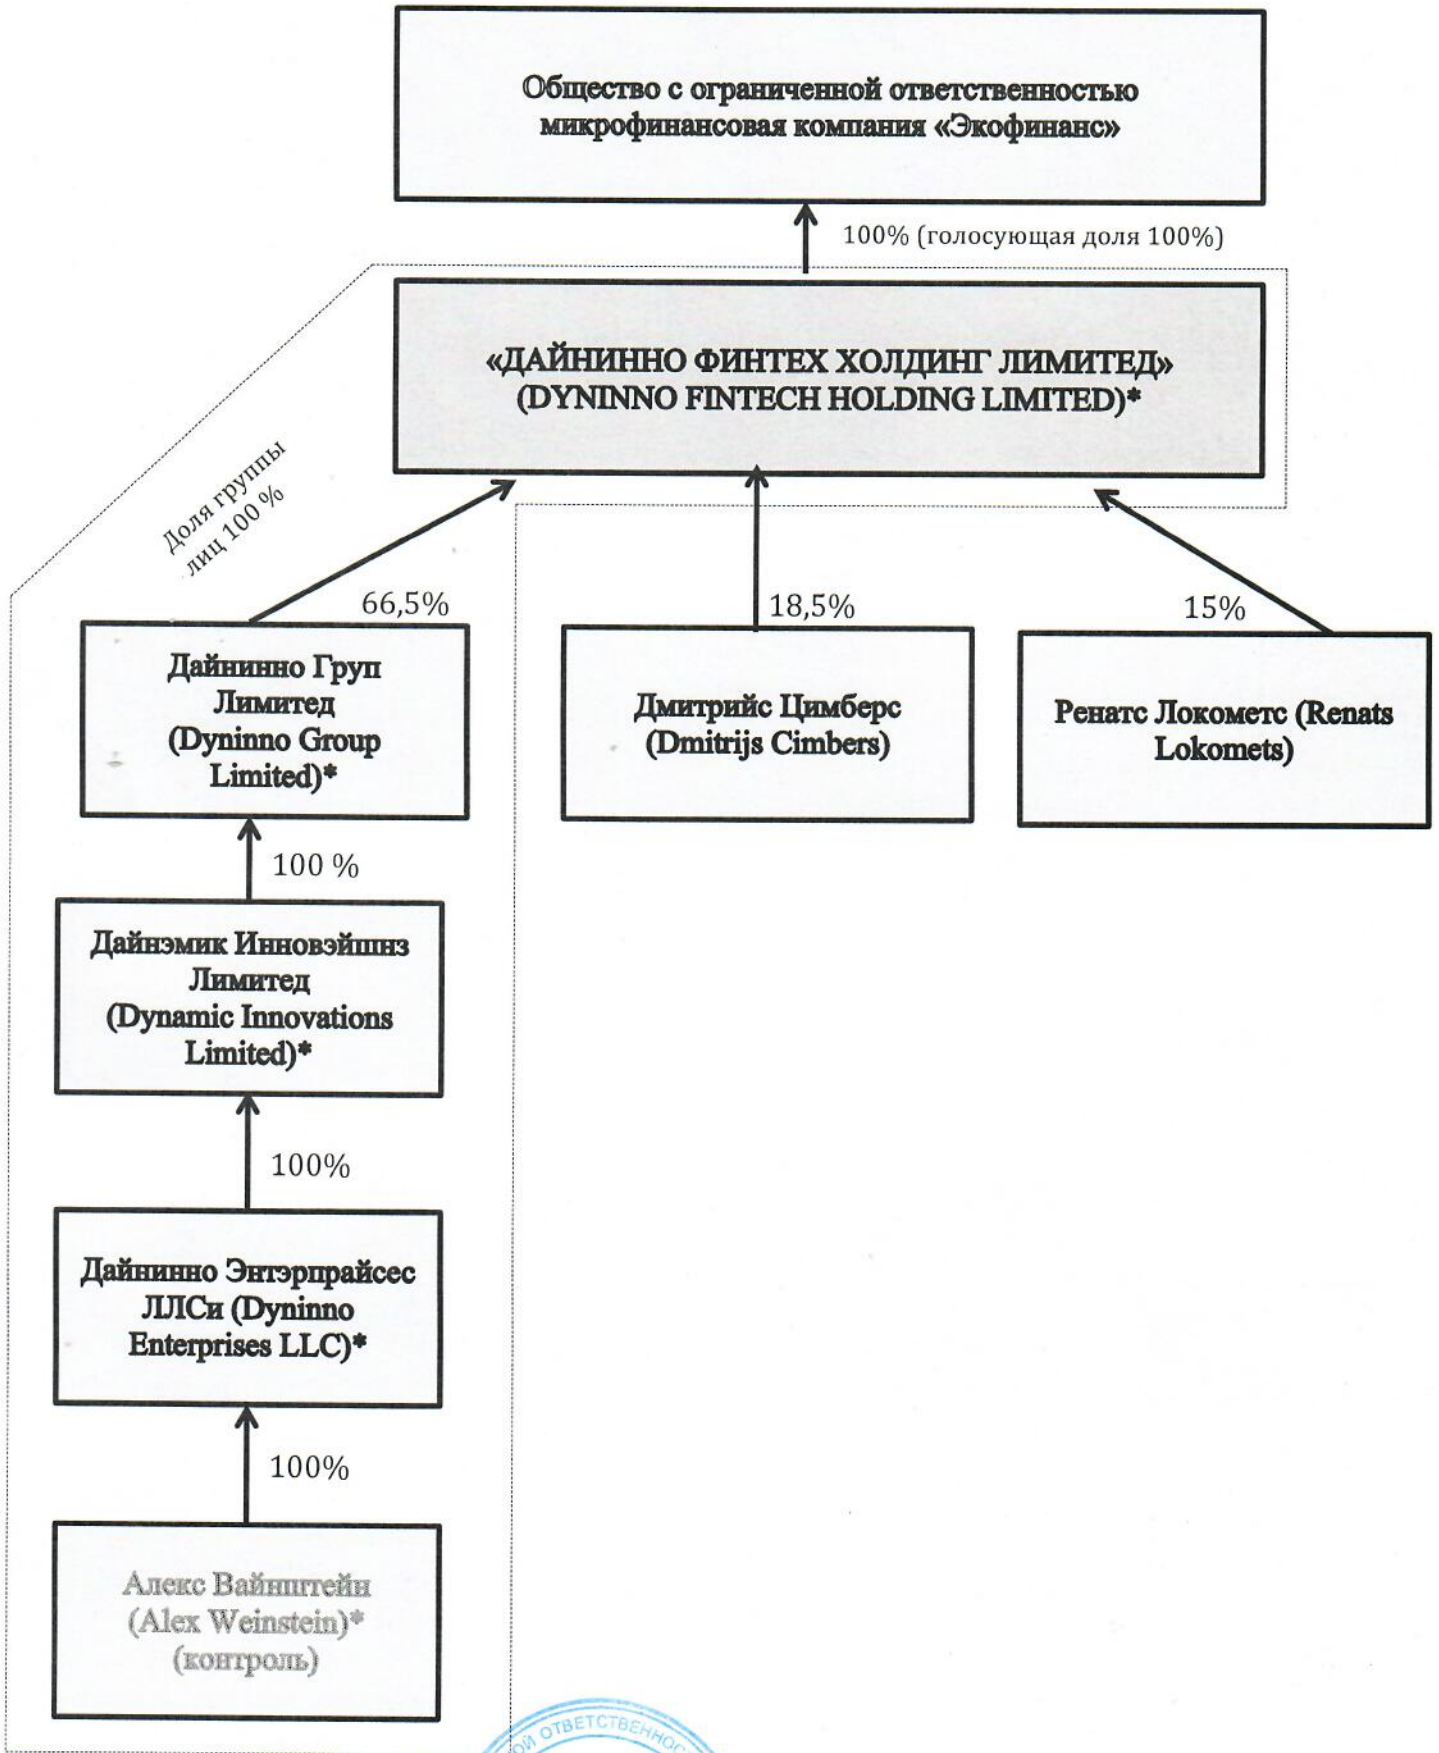 Общество с ограниченной ответственностью
микрофинансовая компания «Экофинанс»
100% (голосующая доля 100%)
«ДАЙНИННО ФИНТЕХ ХОЛДИНГ ЛИМИТЕД»
(DYNINNO FINTECH HOLDING LIMITED)*
Доля группы
лиц 100 %
66,5%
18,5%
15%
Дайнинно Груп
Лимитед
(Dyninno Group
Limited)*
Дмитрийс Цимберс
(Dmitrijs Cimbers)
Ренатс Локометс (Renats
Lokomets)
100 %
Дайнэмик Инновэйшнз
Лимитед
(Dynamic Innovations
Limited)*
100%
Дайнинно Энтэрпрайсес
ЛЛСи (Dyninno
Enterprises LLC)*
100%
Алекс Вайнштейн
(Alex Weinstein)*
(контроль)